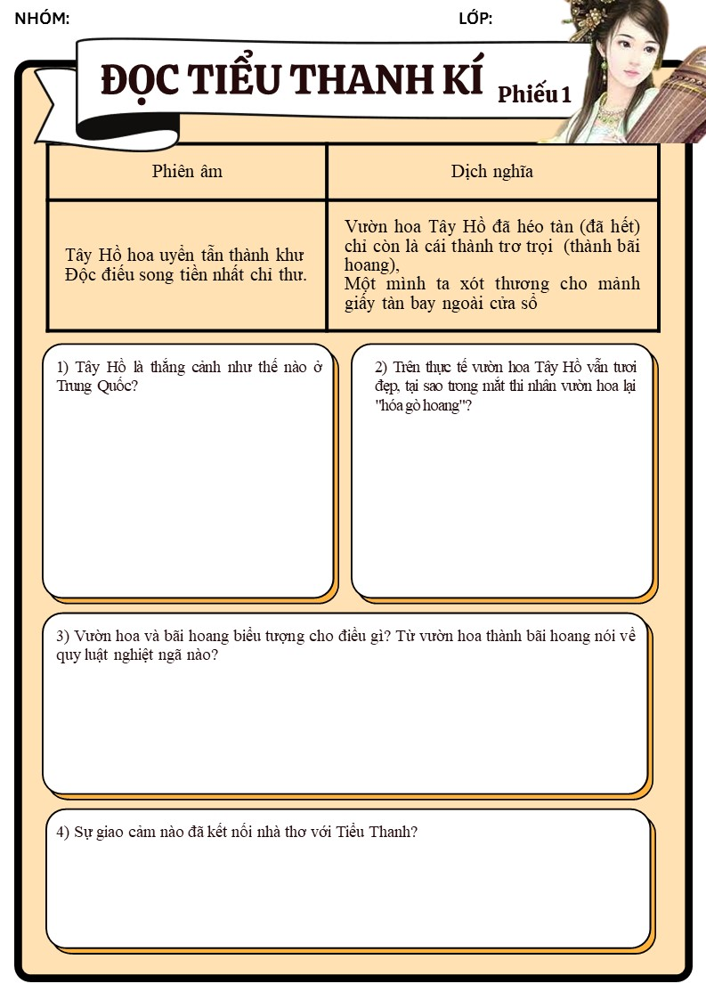 NHÓM:
LỚP:
ĐỌC TIỂU THANH KÍ
Phiếu 1
Phiên âm
Dịch nghĩa
Tây Hồ hoa uyển tẫn thành khư
Độc điếu song tiền nhất chỉ thư.
Vườn hoa Tây Hồ đã héo tàn (đã hết)
chỉ còn là cái thành trơ trọi (thành bãi
hoang),
Một mình ta xót thương cho mảnh
giấy tàn bay ngoài cửa sổ
1) Tây Hồ là thắng cảnh như thế nào ở
Trung Quốc?
2) Trên thực tế vườn hoa Tây Hồ vẫn tươi
đẹp, tại sao trong mắt thi nhân vườn hoa lại
"hóa gò hoang"?
3) Vườn hoa và bãi hoang biểu tượng cho điều gì? Từ vườn hoa thành bãi hoang nói về
quy luật nghiệt ngã nào?
4) Sự giao cảm nào đã kết nối nhà thơ với Tiểu Thanh?